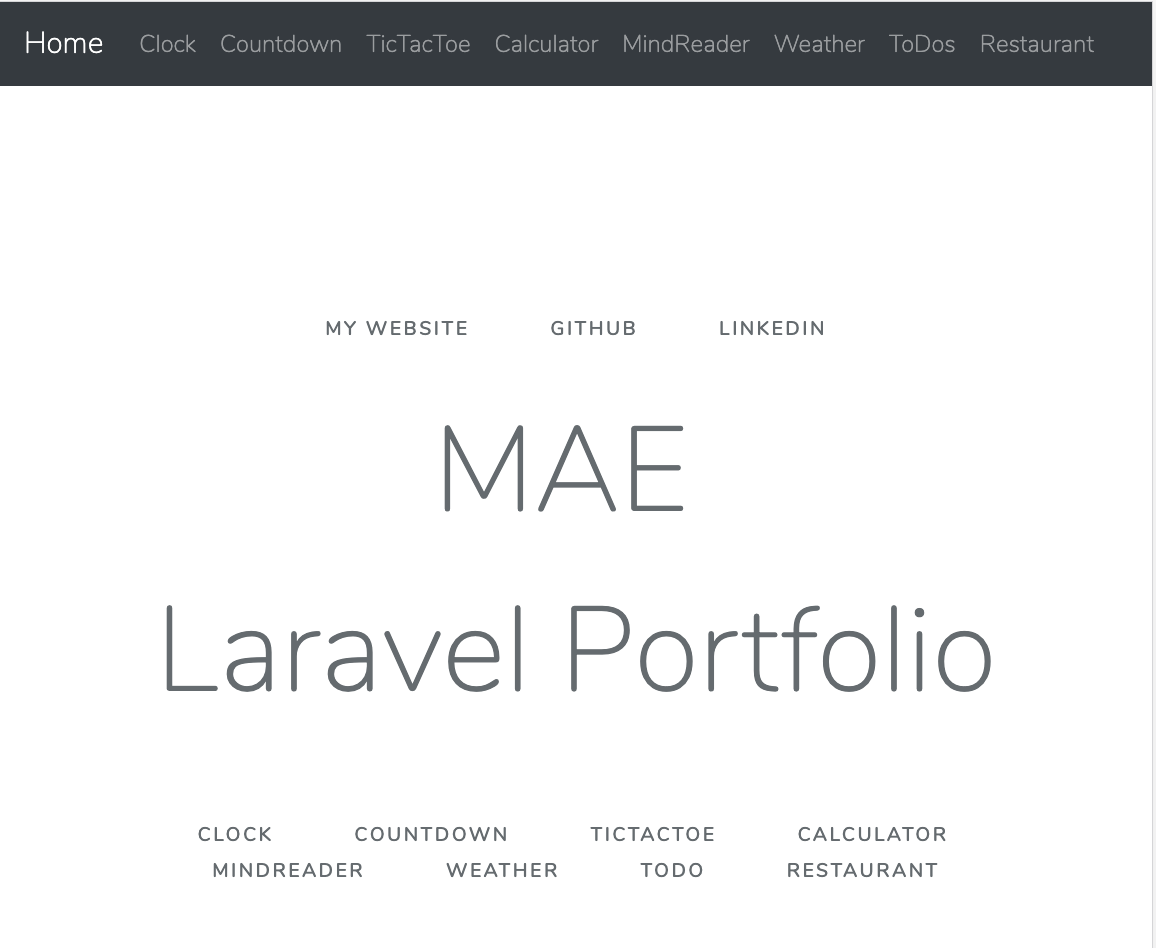 Home Clock Countdown TicTacToe Calculator MindReader Weather ToDos Restaurant
MY WEBSITE GITHUB LINKEDIN
MAE
Laravel Portfolio
CLOCK COUNTDOWN TICTACTOE CALCULATOR
MINDREADER WEATHER TODO RESTAURANT